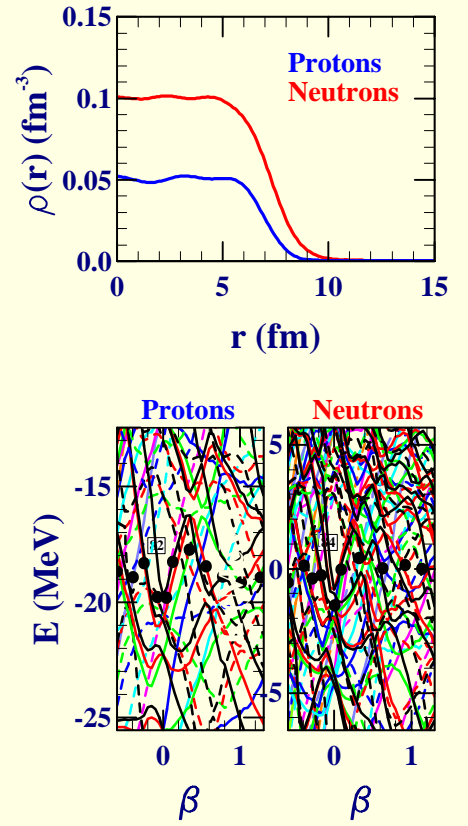 0.15
0.1
0.05
0.0
ρ(r) (fm-3)
Protons
Neutrons
0 5 10 15
r (fm)
Protons Neutrons
-15
-20
-25
E (MeV)
5
0
-5
0 1
0 1
β β